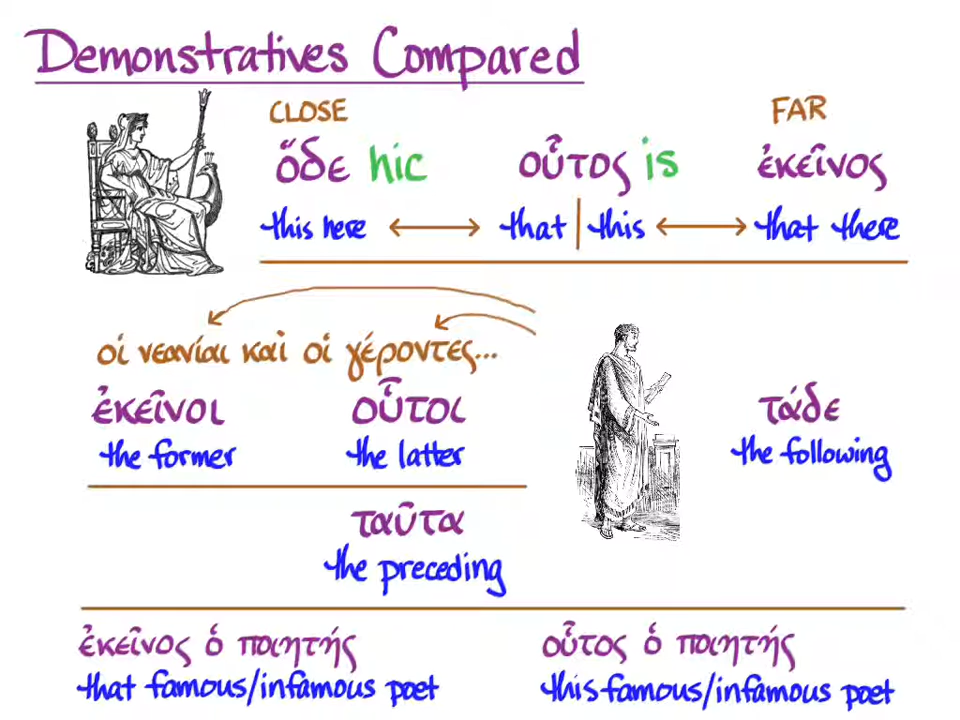 Demonstratives Compared
CLOSE FAR
ὅδε hic οὗτος is ἐκεῖνος
this here that this that there
οἱ νεανίαι καὶ οἱ γέροντες...
ἐκεῖνοι οὗτοι τάδε
the former the latter the following
ταῦτα
the preceding
ἐκεῖνος ὁ ποιητής οὗτος ὁ ποιητής
that famous/infamous poet this famous/infamous poet